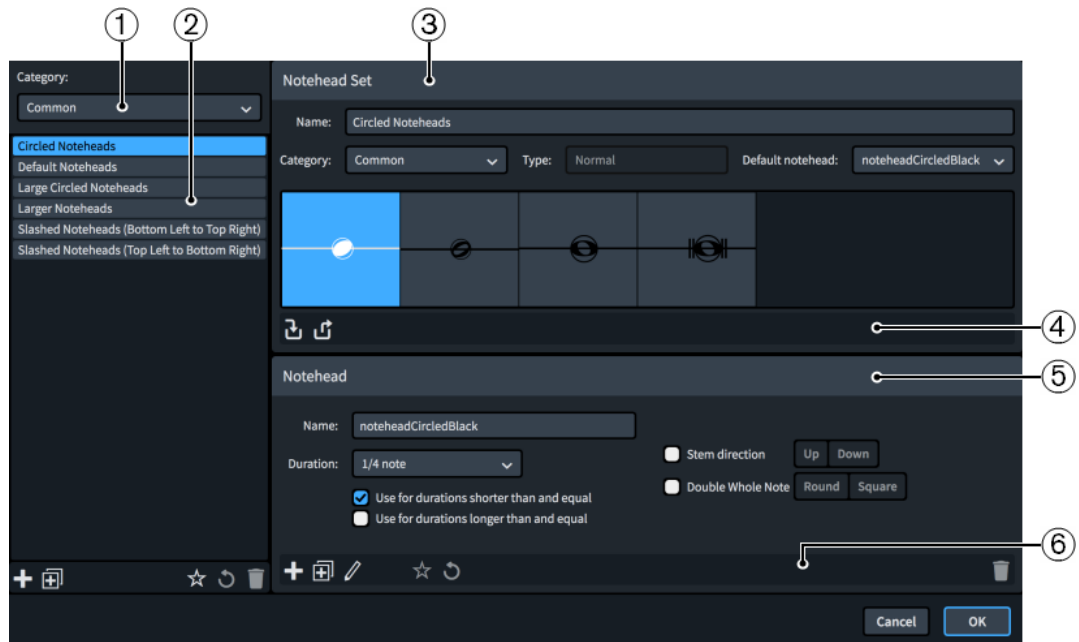 1 2 3
Category:
Common
Circled Noteheads
Default Noteheads
Large Circled Noteheads
Larger Noteheads
Slashed Noteheads (Bottom Left to Top Right)
Slashed Noteheads (Top Left to Bottom Right)
Notehead Set
Name: Circled Noteheads
Category: Common Type: Normal Default notehead: noteheadCircledBlack
4
Notehead
5
Name: noteheadCircledBlack
Duration: 1/4 note
Use for durations shorter than and equal
Use for durations longer than and equal
Stem direction Up Down
Double Whole Note Round Square
6
Cancel OK